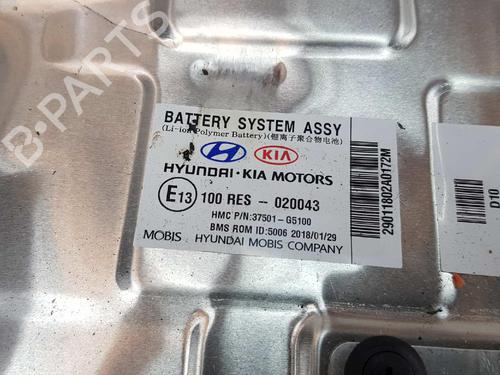 B-PARTS
BATTERY SYSTEM ASSY
(Li-ion Polymer Battery)(锂离子聚合物电池)
KIA
HYUNDAI·KIA MOTORS
E13 100 RES -- 020043
HMC P/N:37501-G5100
BMS ROM ID:5006 2018/01/29
MOBIS : HYUNDAI MOBIS COMPANY
2901180240172M
D10